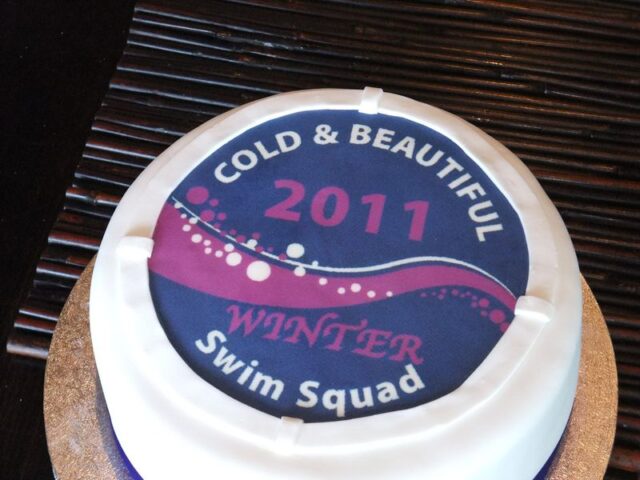 COLD & BEAUTIFUL
2011
WINTER
Swim Squad